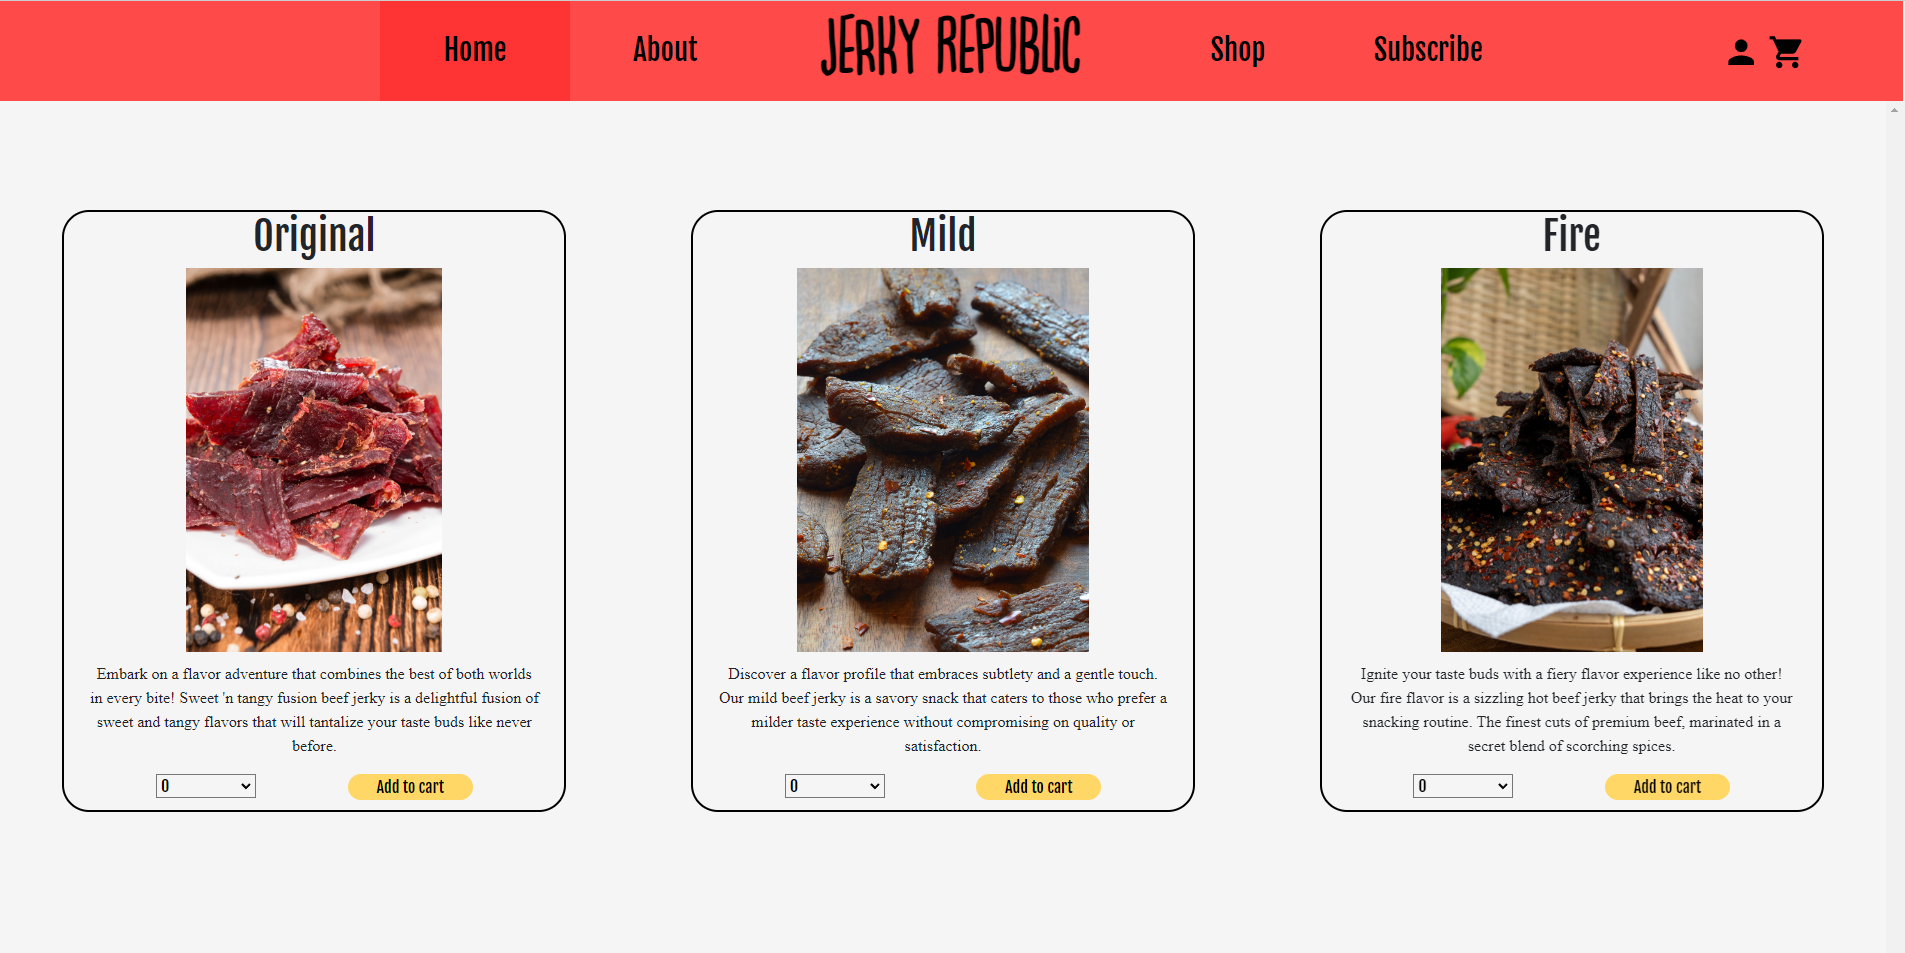 Home About JERKY REPUBLiC Shop Subscribe
Original
Embark on a flavor adventure that combines the best of both worlds
in every bite! Sweet 'n tangy fusion beef jerky is a delightful fusion of
sweet and tangy flavors that will tantalize your taste buds like never
before.
0 Add to cart
Mild
Discover a flavor profile that embraces subtlety and a gentle touch.
Our mild beef jerky is a savory snack that caters to those who prefer a
milder taste experience without compromising on quality or
satisfaction.
0 Add to cart
Fire
Ignite your taste buds with a fiery flavor experience like no other!
Our fire flavor is a sizzling hot beef jerky that brings the heat to your
snacking routine. The finest cuts of premium beef, marinated in a
secret blend of scorching spices.
0 Add to cart